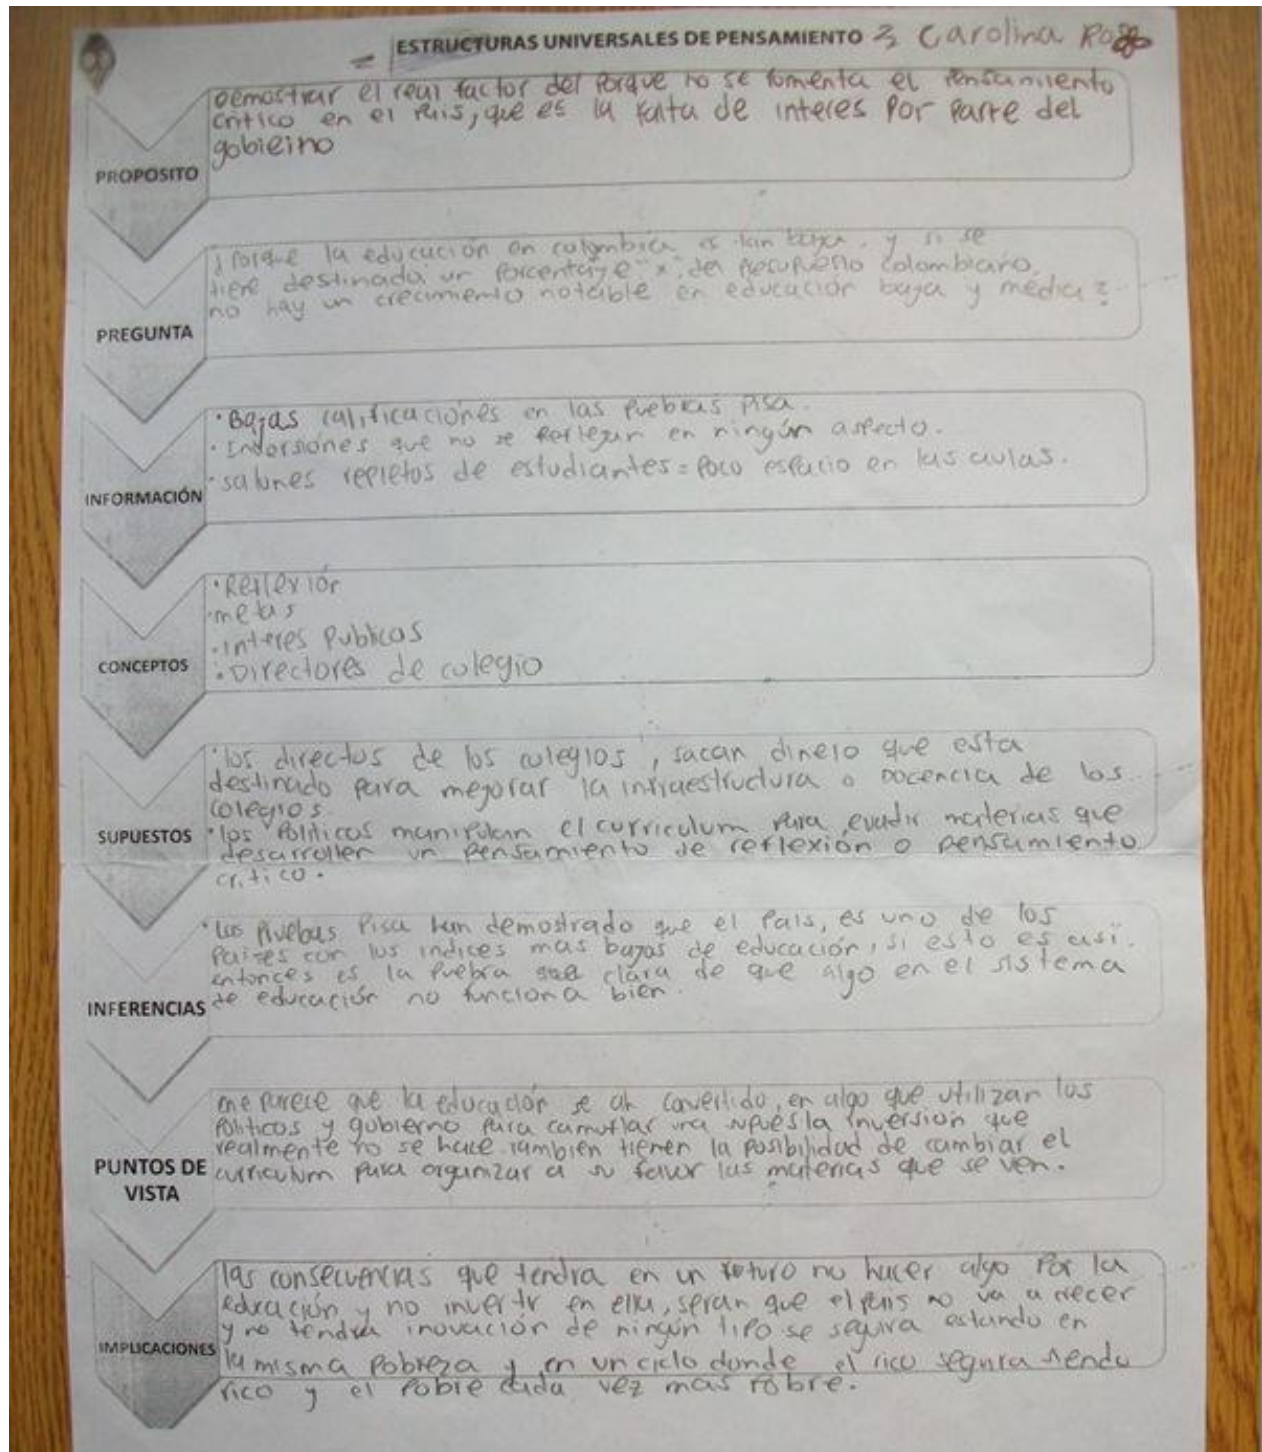 ESTRUCTURAS UNIVERSALES DE PENSAMIENTO Carolina
Demostrar el real factor del porque no se fomenta el pensamiento
critico en el pais, que es la falta de interes por parte del
gobieino
PROPOSITO
¿Porque la educación en colombia es tan baja, y si se
tiene destinado un porcentaje "x" del colombiano,
no hay un crecimiento notable en educación baja y media?
PREGUNTA
• Bajas calificaciones en las Pisa.
• que no se en ningún aspecto.
• salones repletos de estudiantes = poco espacio en las aulas.
INFORMACIÓN
• Reflexión
• metas
• Interes Publicas
• Directores de colegio
CONCEPTOS
• los de los colegios, sacan dinero que esta
destinado para mejorar la infraestructura o Docencia de los
colegios.
SUPUESTOS
• los Politicos manipulan el curriculum para evadir materias que
desarrollen un pensamiento de reflexión o pensamiento
critico.
• Las Pruebas Pisa han demostrado que el Pais, es uno de los
paises con los indices mas bajos de educación, si esto es asi.
entonces es la clara de que algo en el sistema
de educación no funciona bien.
INFERENCIAS
me parece que la educación se ah convertido, en algo que utilizan los
Politicos y gobierno para camuflar una supuesta inversión que
realmente no se hace tambien tienen la posibilidad de cambiar el
curriculum para organizar a su favor las materias que se ven.
PUNTOS DE
VISTA
las consecuencias que tendra en un no hacer algo Por la
educación y no invertir en ella, seran que el pais no va a crecer
y no tendra inovación de ningún tipo se seguira estando en
la misma Pobreza y en un ciclo donde el rico seguira siendo
rico y el Pobre cada vez mas Pobre.
IMPLICACIONES